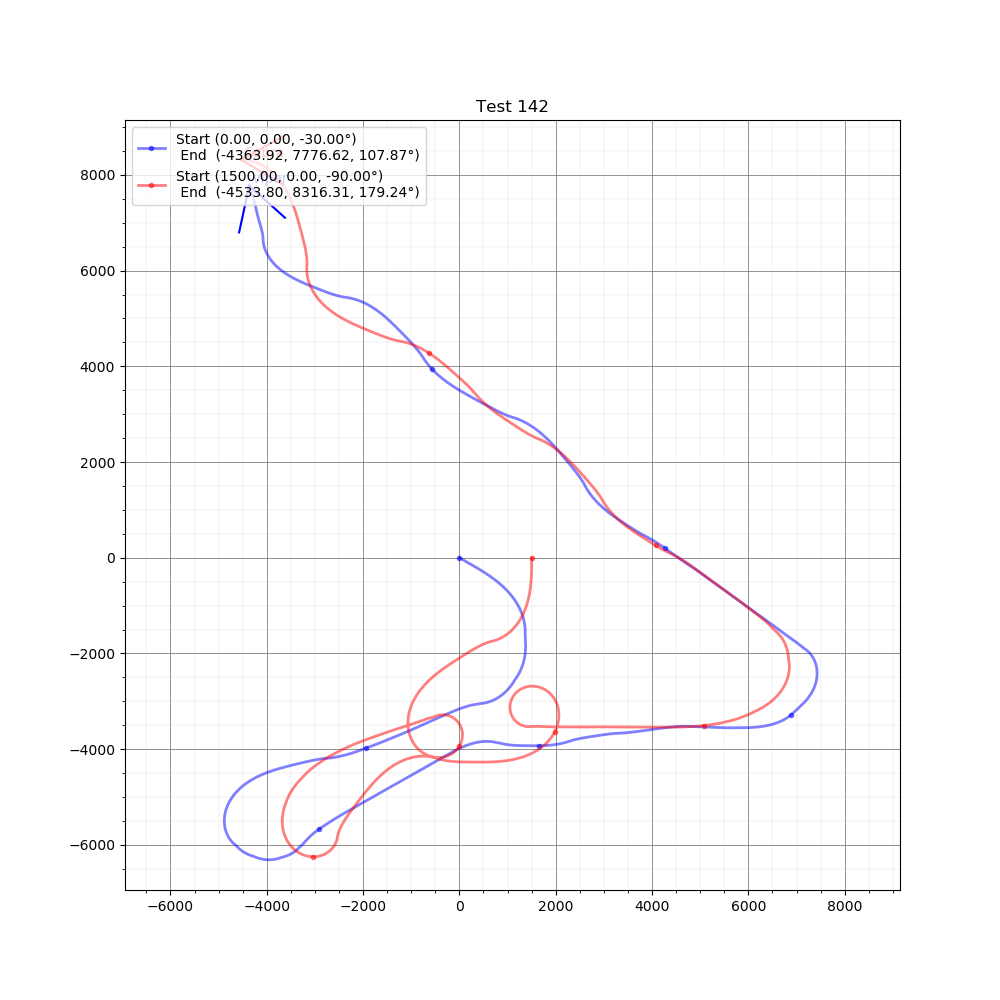 Test 142
Start (0.00, 0.00, -30.00°)
End (-4363.92, 7776.62, 107.87°)
Start (1500.00, 0.00, -90.00°)
End (-4533.80, 8316.31, 179.24°)
8000
6000
4000
2000
0
−2000
−4000
−6000
−6000 −4000 −2000 0 2000 4000 6000 8000